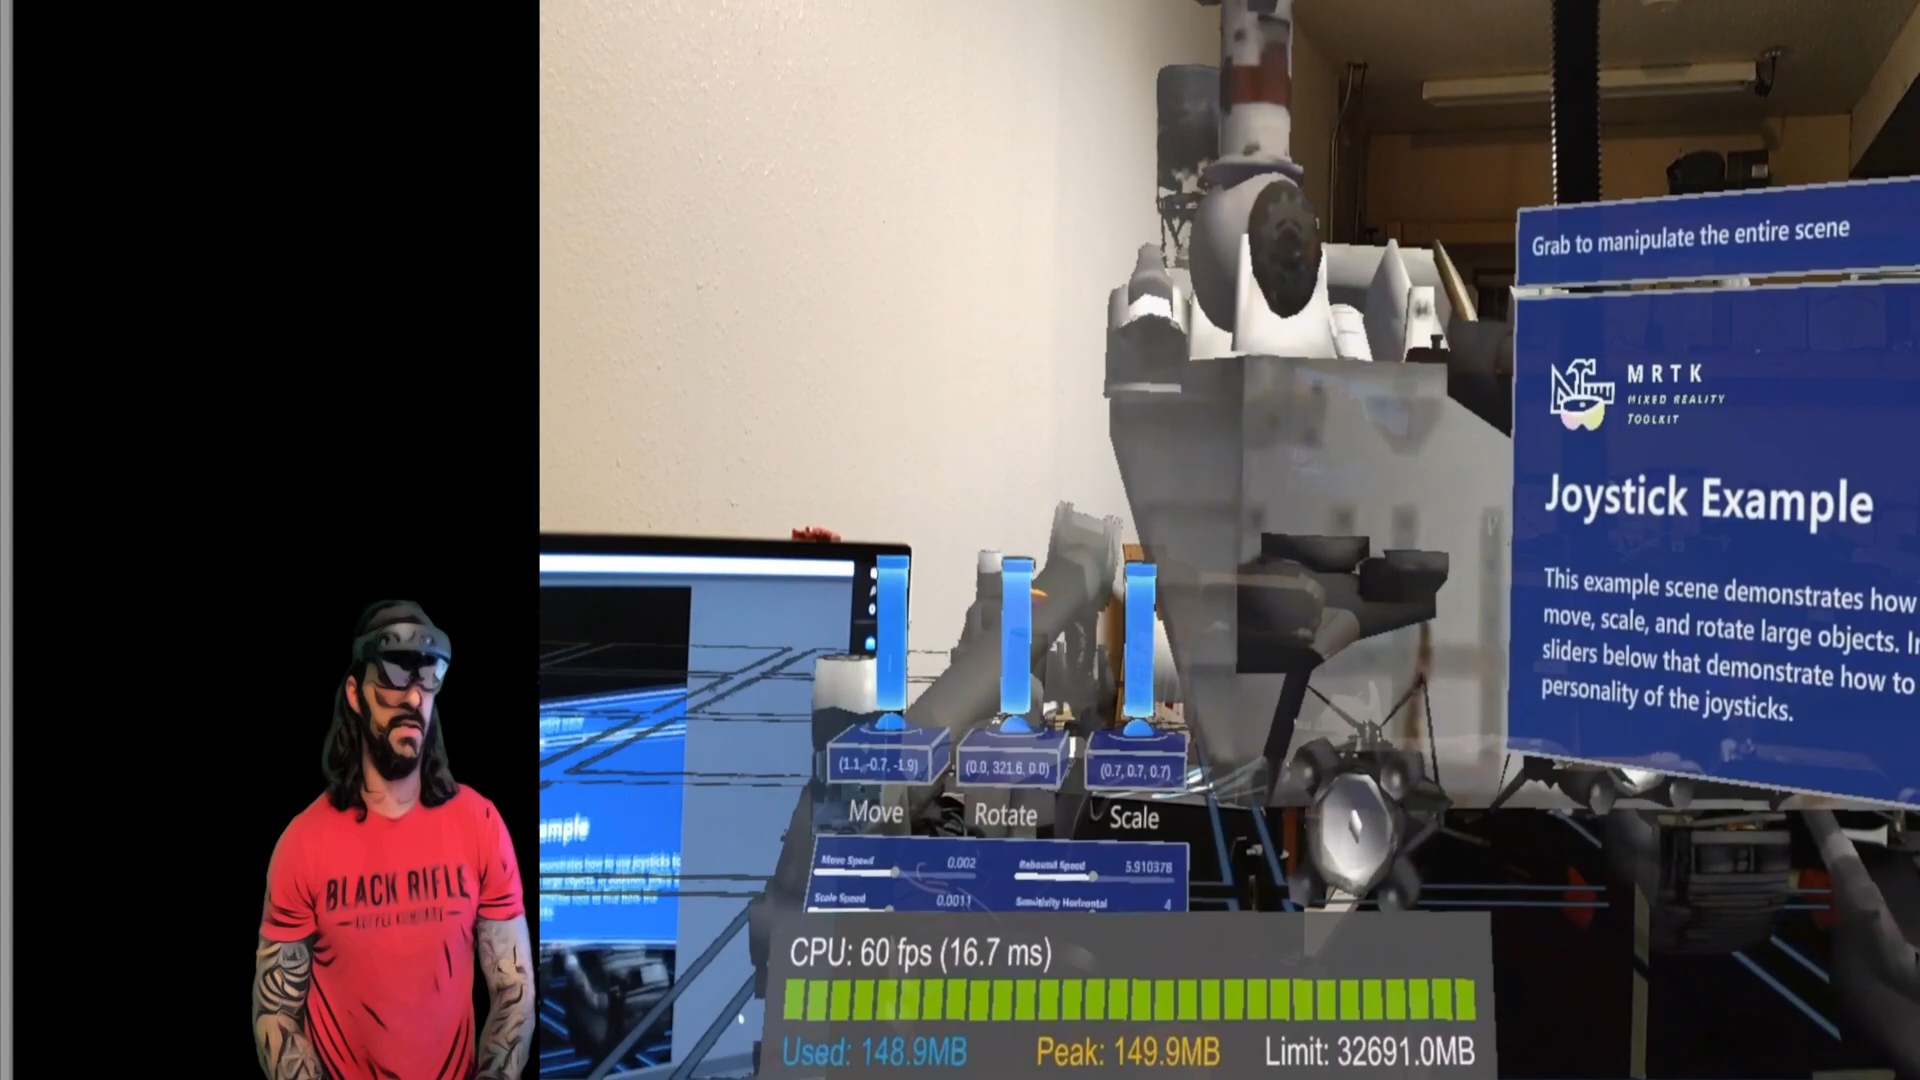 Grab to manipulate the entire scene
MRTK
MIXED REALITY
TOOLKIT
Joystick Example
This example scene demonstrates how
move, scale, and rotate large objects.
sliders below that demonstrate how to
personality of the joysticks.
(1.1, -0.7, -1.9)
(0.0, 321.6, 0.0)
(0.7, 0.7, 0.7)
Move
Rotate
Scale
Move Speed 0.002
Rebound Speed 5.910378
Scale Speed 0.0011
Sensitivity Horizontal 4
BLACK RIFLE
ample
CPU: 60 fps (16.7 ms)
Used: 148.9MB
Peak: 149.9MB
Limit: 32691.0MB